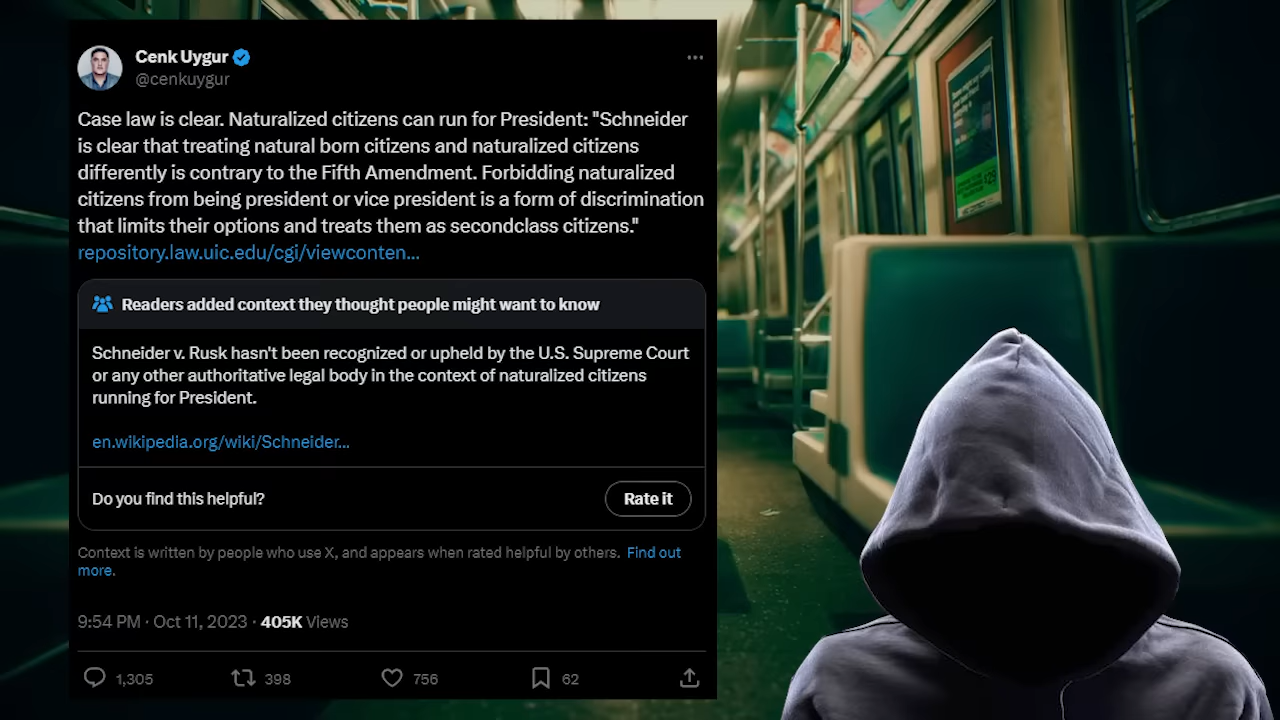 Cenk Uygur
@cenkuygur
Case law is clear. Naturalized citizens can run for President: "Schneider
is clear that treating natural born citizens and naturalized citizens
differently is contrary to the Fifth Amendment. Forbidding naturalized
citizens from being president or vice president is a form of discrimination
that limits their options and treats them as secondclass citizens."
repository.law.uic.edu/cgi/viewconten...
Readers added context they thought people might want to know
Schneider v. Rusk hasn't been recognized or upheld by the U.S. Supreme Court
or any other authoritative legal body in the context of naturalized citizens
running for President.
en.wikipedia.org/wiki/Schneider...
Do you find this helpful?
Rate it
Context is written by people who use X, and appears when rated helpful by others. Find out
more.
9:54 PM · Oct 11, 2023 · 405K Views
1,305
398
756
62